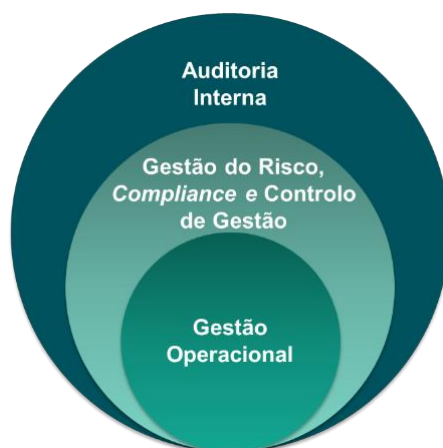 Auditoria
Interna
Gestão do Risco,
Compliance e Controlo
de Gestão
Gestão
Operacional